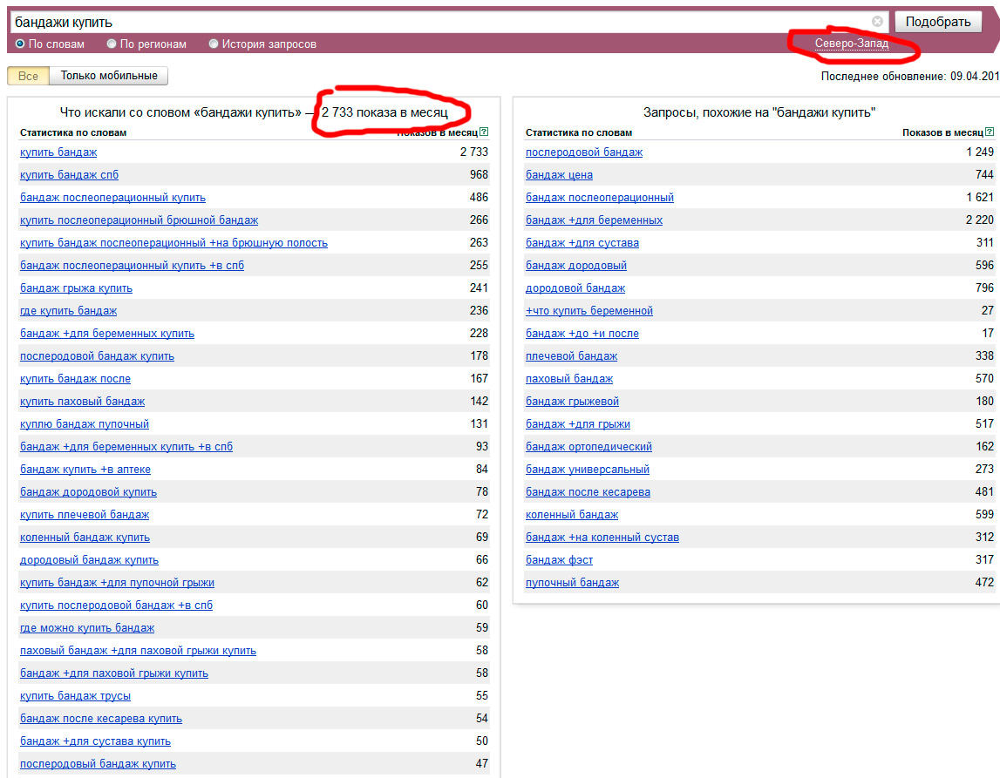 бандажи купить
Подобрать
По словам По регионам История запросов
Северо-Запад
Все Только мобильные
Последнее обновление: 09.04.201
Что искали со словом «бандажи купить» — 2 733 показа в месяц
Статистика по словам Показов в месяц ?
купить бандаж 2 733
купить бандаж спб 968
бандаж послеоперационный купить 486
купить послеоперационный брюшной бандаж 266
купить бандаж послеоперационный +на брюшную полость 263
бандаж послеоперационный купить +в спб 255
бандаж грыжа купить 241
где купить бандаж 236
бандаж +для беременных купить 228
послеродовой бандаж купить 178
купить бандаж после 167
купить паховый бандаж 142
куплю бандаж пупочный 131
бандаж +для беременных купить +в спб 93
бандаж купить +в аптеке 84
бандаж дородовой купить 78
купить плечевой бандаж 72
коленный бандаж купить 69
дородовый бандаж купить 66
купить бандаж +для пупочной грыжи 62
купить послеродовой бандаж +в спб 60
где можно купить бандаж 59
паховый бандаж +для паховой грыжи купить 58
бандаж +для паховой грыжи купить 58
купить бандаж трусы 55
бандаж после кесарева купить 54
бандаж +для сустава купить 50
послеродовый бандаж купить 47
Запросы, похожие на "бандажи купить"
Статистика по словам Показов в месяц ?
послеродовой бандаж 1 249
бандаж цена 744
бандаж послеоперационный 1 621
бандаж +для беременных 2 220
бандаж +для сустава 311
бандаж дородовый 596
дородовой бандаж 796
+что купить беременной 27
бандаж +до +и после 17
плечевой бандаж 338
паховый бандаж 570
бандаж грыжевой 180
бандаж +для грыжи 517
бандаж ортопедический 162
бандаж универсальный 273
бандаж после кесарева 481
коленный бандаж 599
бандаж +на коленный сустав 312
бандаж фэст 317
пупочный бандаж 472